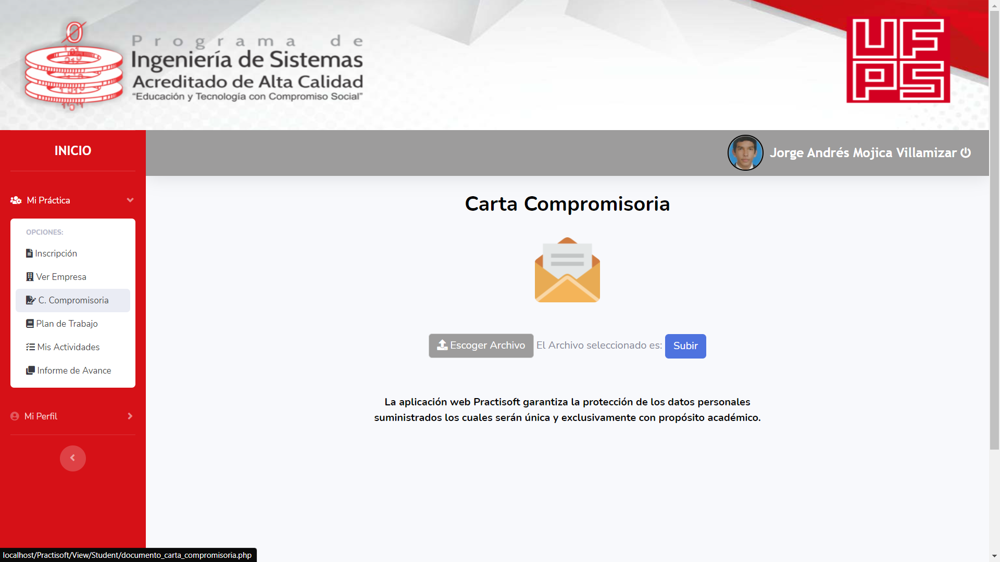 Programa de
Ingeniería de Sistemas
Acreditado de Alta Calidad
“Educación y Tecnología con Compromiso Social”
UF
PS
INICIO
Jorge Andrés Mojica Villamizar
Mi Práctica
OPCIONES:
Inscripción
Ver Empresa
C. Compromisoria
Plan de Trabajo
Mis Actividades
Informe de Avance
Mi Perfil
Carta Compromisoria
Escoger Archivo El Archivo seleccionado es: Subir
La aplicación web Practisoft garantiza la protección de los datos personales
suministrados los cuales serán única y exclusivamente con propósito académico.
localhost/Practisoft/View/Student/documento_carta_compromisoria.php